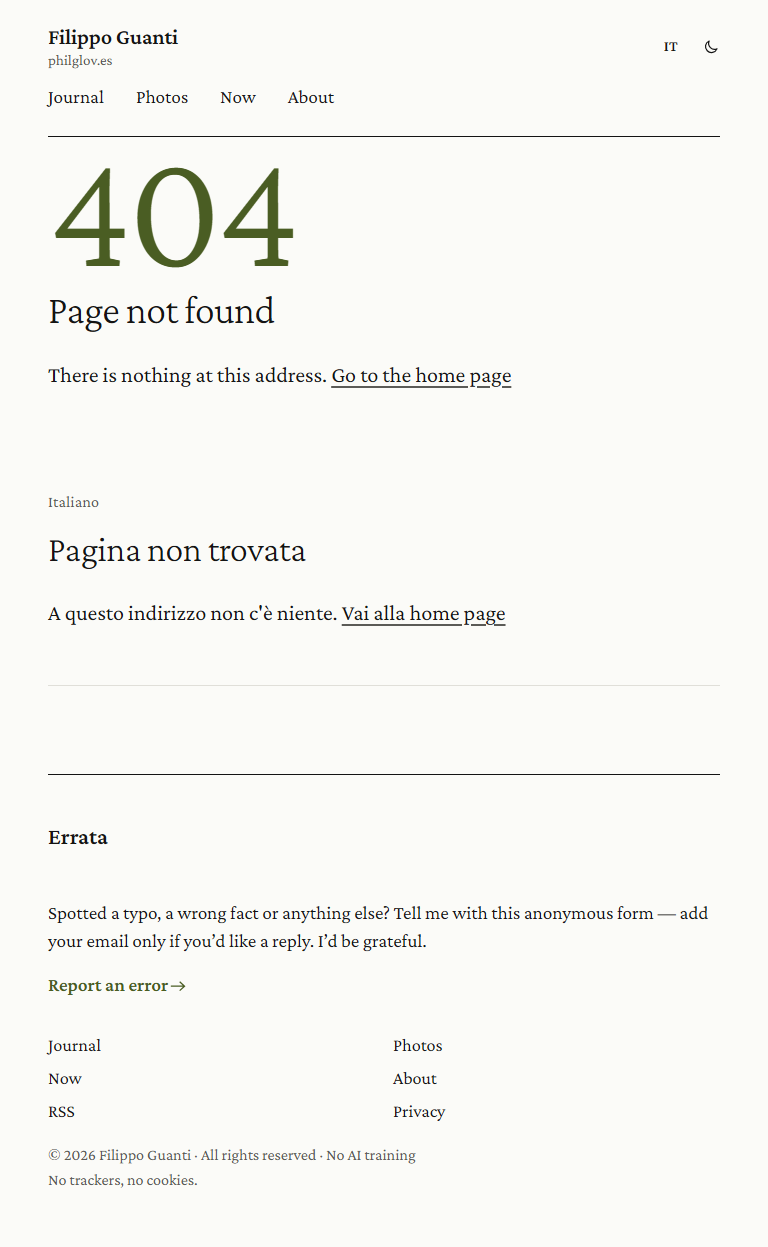 Filippo Guanti
philglov.es
IT
Journal Photos Now About
404
Page not found
There is nothing at this address. Go to the home page
Italiano
Pagina non trovata
A questo indirizzo non c'è niente. Vai alla home page
Errata
Spotted a typo, a wrong fact or anything else? Tell me with this anonymous form — add
your email only if you’d like a reply. I’d be grateful.
Report an error →
Journal Photos
Now About
RSS Privacy
© 2026 Filippo Guanti · All rights reserved · No AI training
No trackers, no cookies.